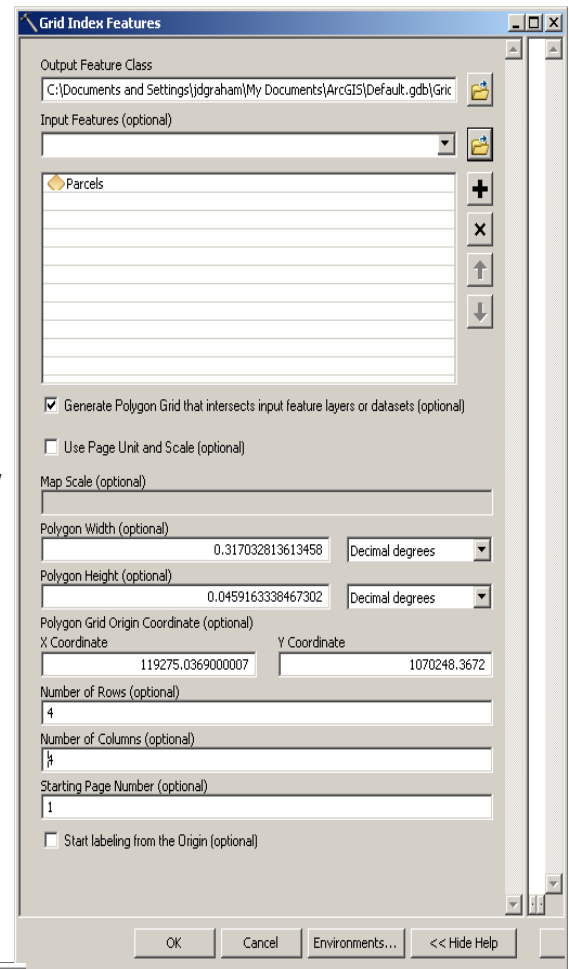 Grid Index Features
Output Feature Class
C:\Documents and Settings\jdgraham\My Documents\ArcGIS\Default.gdb\Gric
Input Features (optional)
Parcels
Generate Polygon Grid that intersects input feature layers or datasets (optional)
Use Page Unit and Scale (optional)
Map Scale (optional)
Polygon Width (optional)
0.317032813613458 Decimal degrees
Polygon Height (optional)
0.0459163338467302 Decimal degrees
Polygon Grid Origin Coordinate (optional)
X Coordinate Y Coordinate
119275.0369000007 1070248.3672
Number of Rows (optional)
4
Number of Columns (optional)
4
Starting Page Number (optional)
1
Start labeling from the Origin (optional)
OK Cancel Environments... << Hide Help